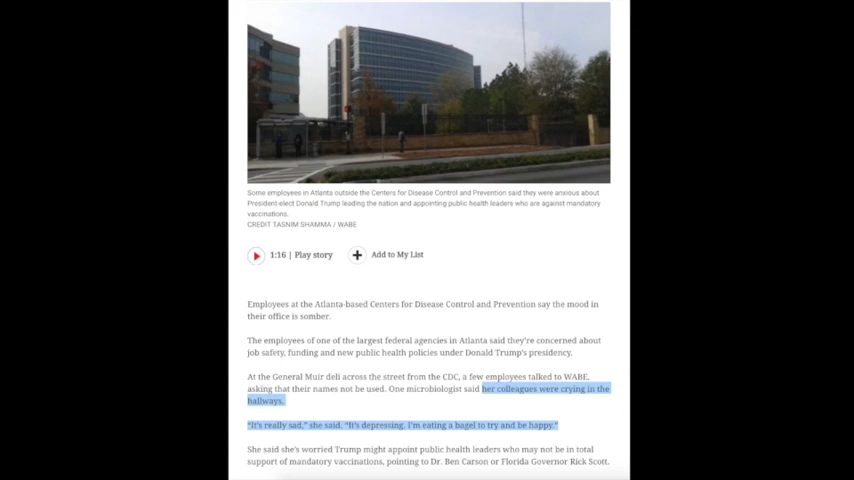 Some employees in Atlanta outside the Centers for Disease Control and Prevention said they were anxious about
President-elect Donald Trump leading the nation and appointing public health leaders who are against mandatory
vaccinations.
CREDIT TASNIM SHAMMA / WABE
1:16 | Play story
Add to My List
Employees at the Atlanta-based Centers for Disease Control and Prevention say the mood in
their office is somber.
The employees of one of the largest federal agencies in Atlanta said they're concerned about
job safety, funding and new public health policies under Donald Trump's presidency.
At the General Muir deli across the street from the CDC, a few employees talked to WABE,
asking that their names not be used. One microbiologist said her colleagues were crying in the
hallways.
"It's really sad," she said. "It's depressing. I'm eating a bagel to try and be happy."
She said she's worried Trump might appoint public health leaders who may not be in total
support of mandatory vaccinations, pointing to Dr. Ben Carson or Florida Governor Rick Scott.